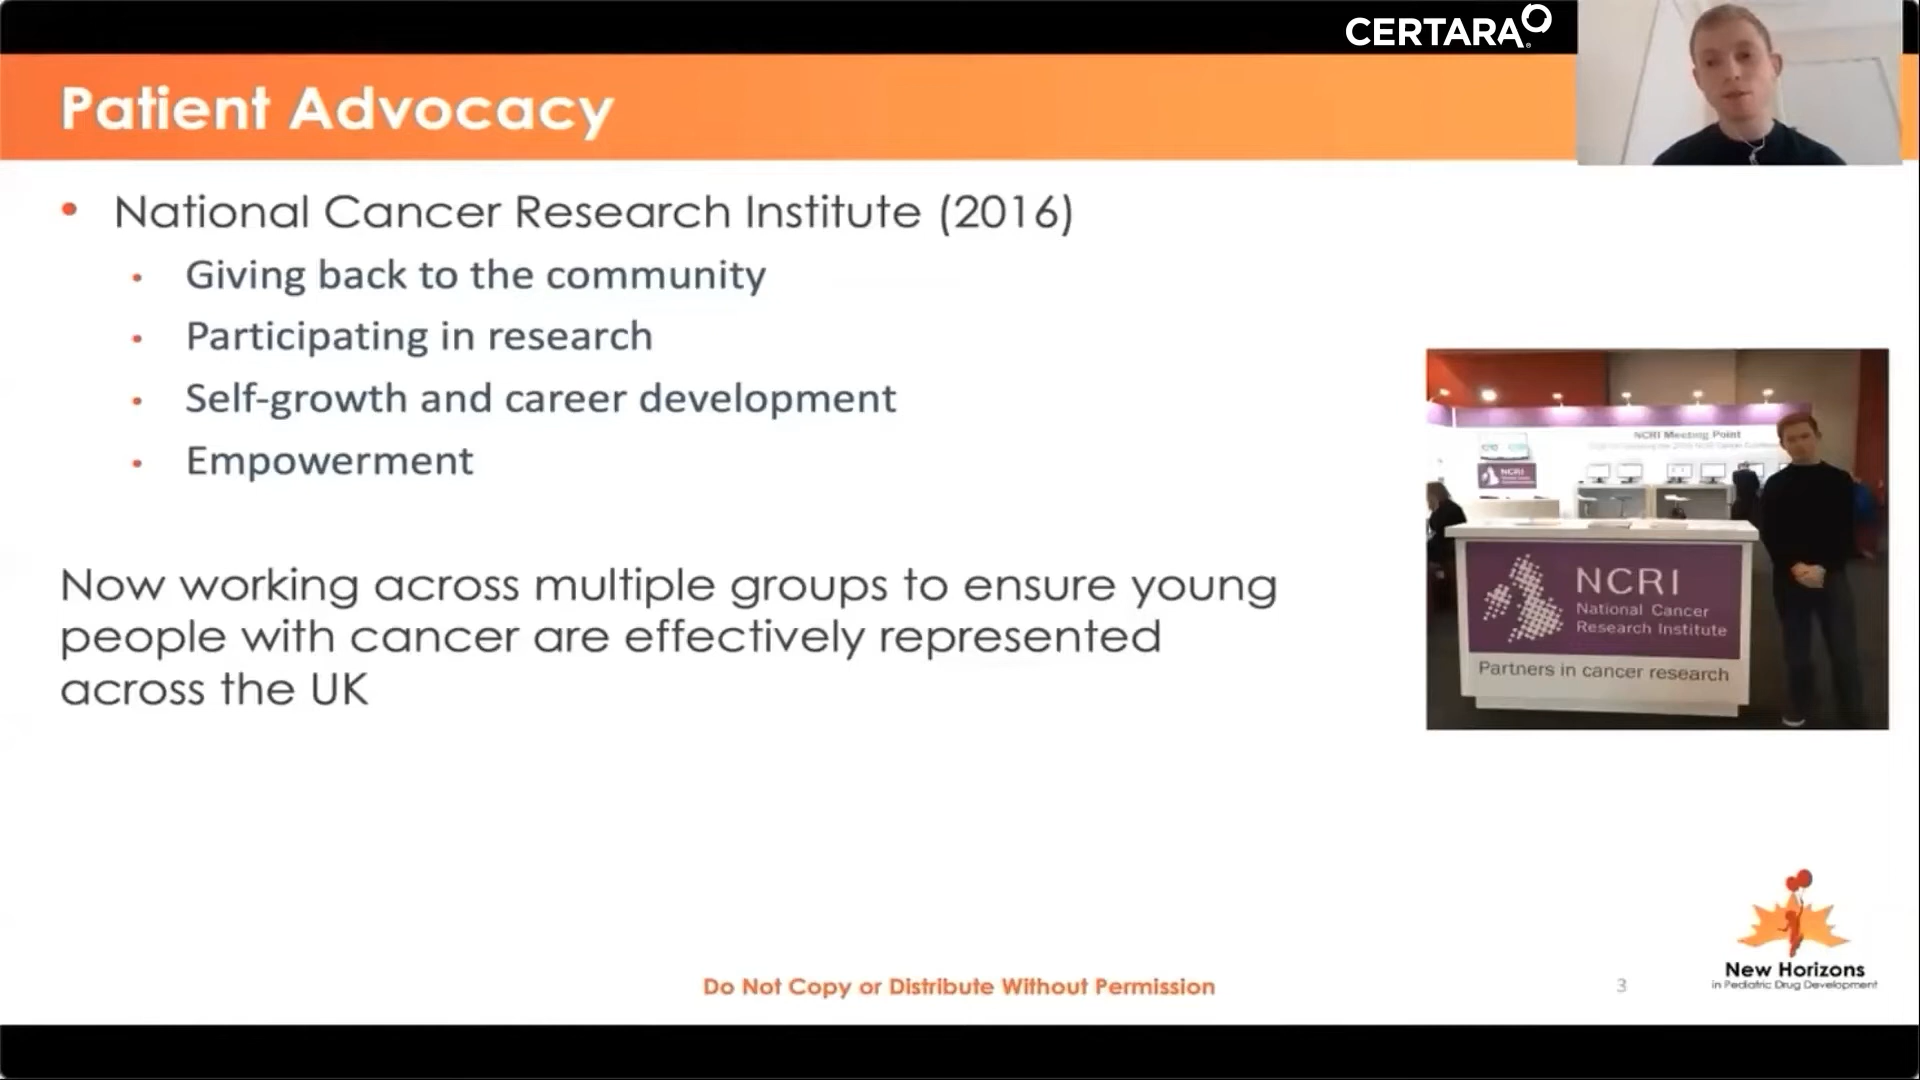 CERTARA
Patient Advocacy
• National Cancer Research Institute (2016)
• Giving back to the community
• Participating in research
• Self-growth and career development
• Empowerment
Now working across multiple groups to ensure young
people with cancer are effectively represented
across the UK
NCRI Meeting Point
NCRI
NCRI
National Cancer
Research Institute
Partners in cancer research
New Horizons
in Pediatric Drug Development
Do Not Copy or Distribute Without Permission
3